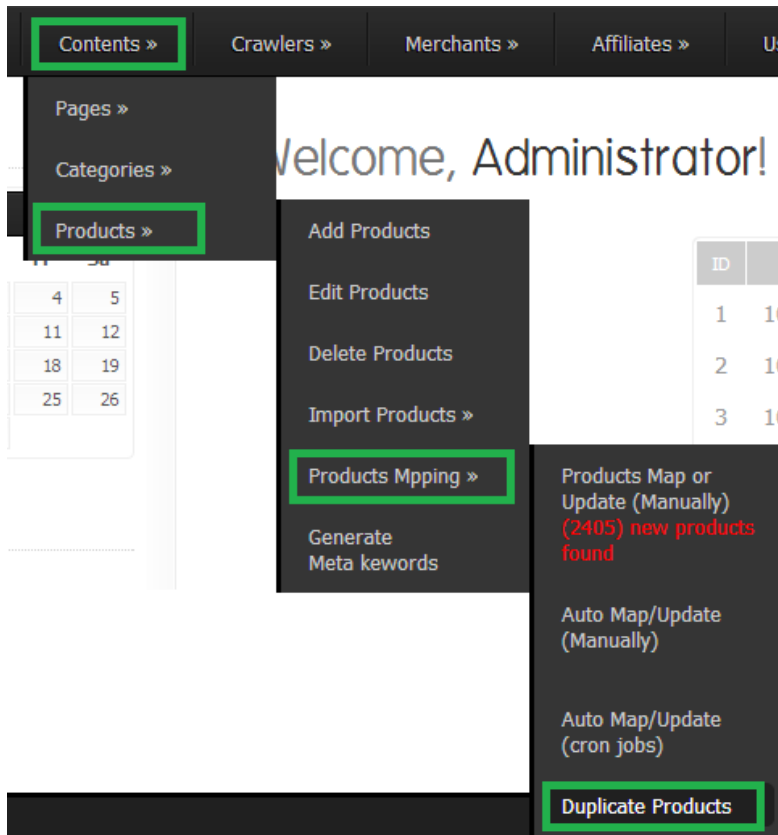 Contents » Crawlers » Merchants » Affiliates »
Pages »
Welcome, Administrator!
Categories »
Products » Add Products
ID
4 5
Edit Products
1
11 12
Delete Products
18 19
2
25 26
Import Products »
3
Products Mpping »
Products Map or
Update (Manually)
(2405) new products
found
Generate
Meta kewords
Auto Map/Update
(Manually)
Auto Map/Update
(cron jobs)
Duplicate Products